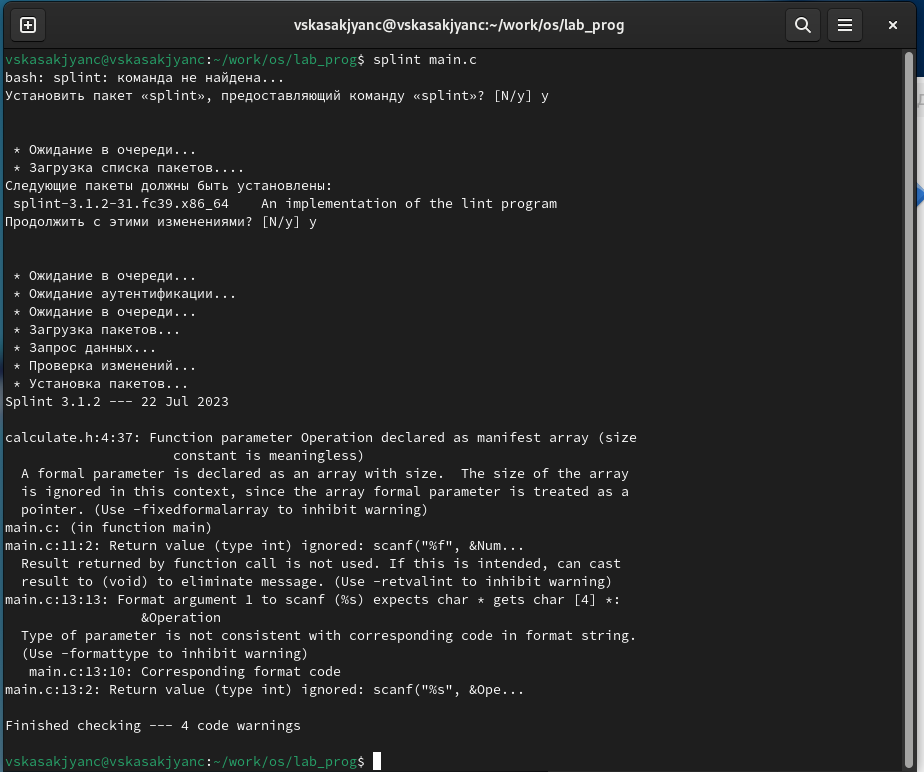 vskasakjyanc@vskasakjyanc:~/work/os/lab_prog
vskasakjyanc@vskasakjyanc:~/work/os/lab_prog$ splint main.c
bash: splint: команда не найдена...
Установить пакет «splint», предоставляющий команду «splint»? [N/y] y
* Ожидание в очереди...
* Загрузка списка пакетов....
Следующие пакеты должны быть установлены:
splint-3.1.2-31.fc39.x86_64    An implementation of the lint program
Продолжить с этими изменениями? [N/y] y
* Ожидание в очереди...
* Ожидание аутентификации...
* Ожидание в очереди...
* Загрузка пакетов...
* Запрос данных...
* Проверка изменений...
* Установка пакетов...
Splint 3.1.2 --- 22 Jul 2023
calculate.h:4:37: Function parameter Operation declared as manifest array (size
constant is meaningless)
A formal parameter is declared as an array with size.  The size of the array
is ignored in this context, since the array formal parameter is treated as a
pointer. (Use -fixedformalarray to inhibit warning)
main.c: (in function main)
main.c:11:2: Return value (type int) ignored: scanf("%f", &Num...
Result returned by function call is not used. If this is intended, can cast
result to (void) to eliminate message. (Use -retvalint to inhibit warning)
main.c:13:13: Format argument 1 to scanf (%s) expects char * gets char [4] *:
&Operation
Type of parameter is not consistent with corresponding code in format string.
(Use -formattype to inhibit warning)
main.c:13:10: Corresponding format code
main.c:13:2: Return value (type int) ignored: scanf("%s", &Ope...
Finished checking --- 4 code warnings
vskasakjyanc@vskasakjyanc:~/work/os/lab_prog$